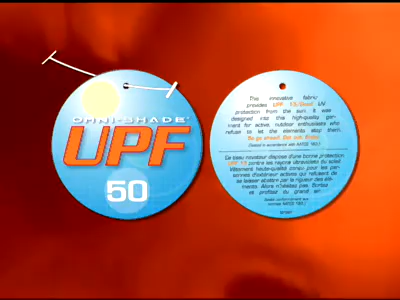 OMNI-SHADE
UPF
50
This innovative fabric
provides UPF 15/Good UV
protection from the sun. It was
designed into this high-quality gar-
ment for active, outdoor enthusiasts who
refuse to let the elements stop them.
So go ahead. Get out. Enjoy.
Ce tissu novateur dispose d'une bonne protection
UPF 15 contre les rayons ultraviolets du soleil.
Vêtement haute-qualité conçu pour les per-
sonnes d'extérieur actives qui refusent de
se laisser abattre par la rigueur des élé-
ments. Alors n'hésitez pas. Sortez
et profitez du grand air.